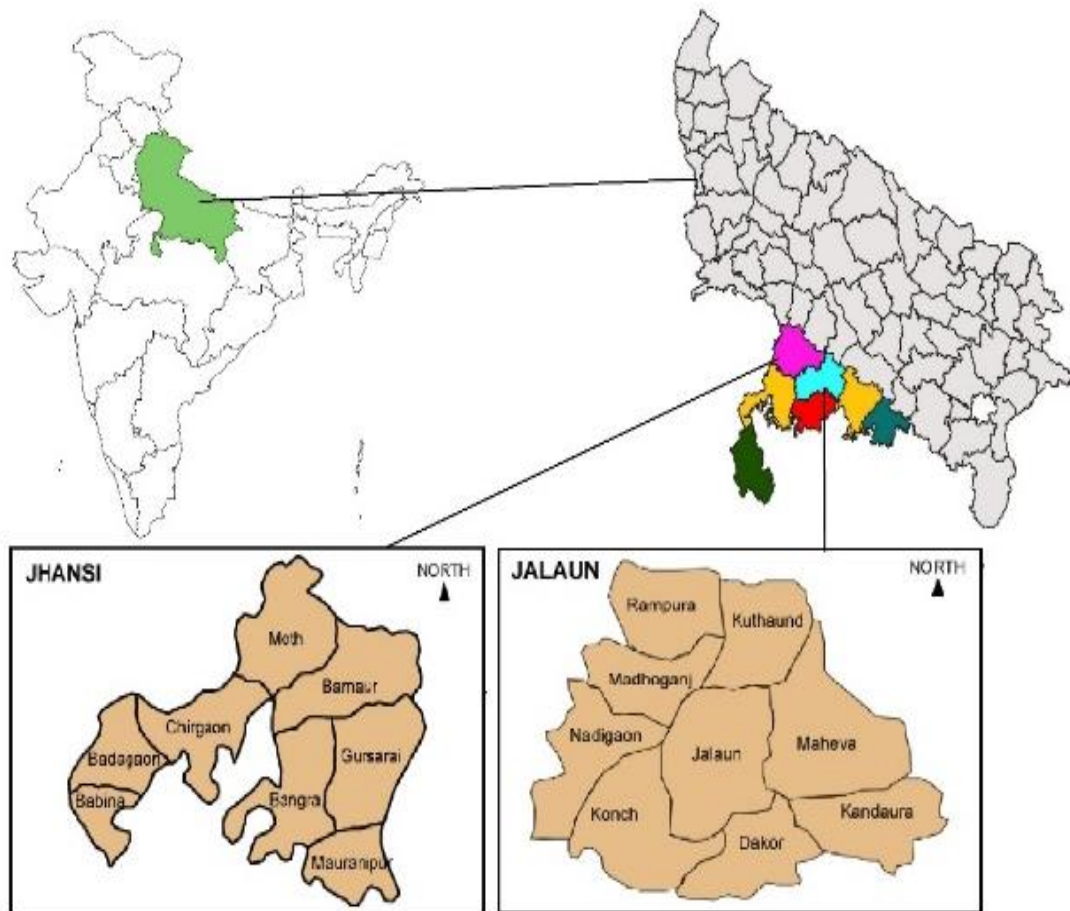 JHANSI
NORTH
Moth
Bamaur
Chirgaon
Gursarai
Badagaon
Babina
Bangra
Mauranipur
JALAUN
NORTH
Rampura
Kuthaund
Madhoganj
Nadigaon
Jalaun
Maheva
Konch
Kandaura
Dakor